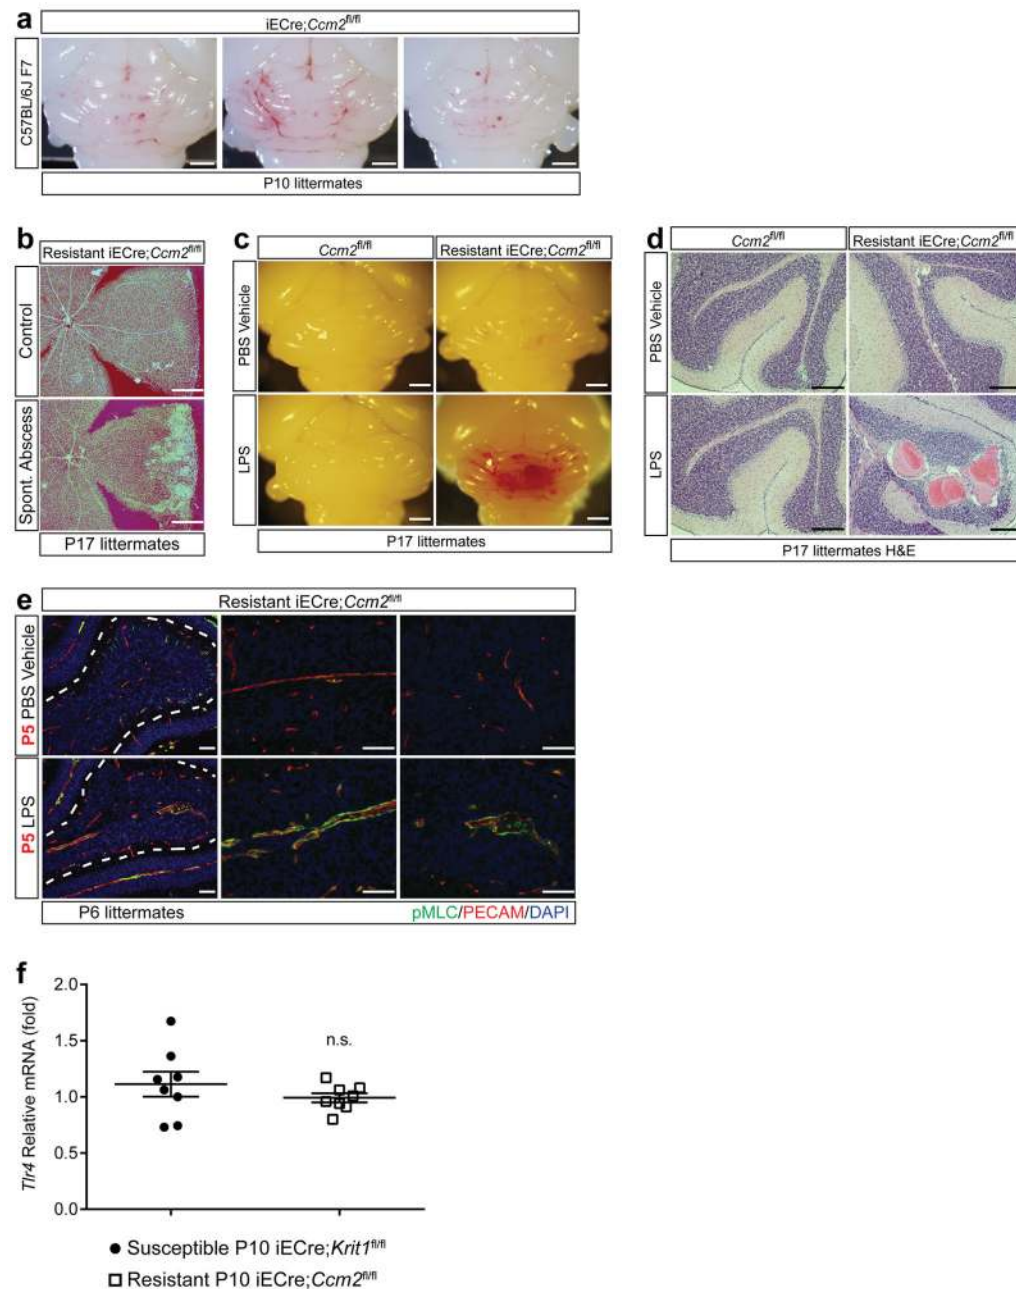 a
iECre;Ccm2fl/fl
C57BL/6J F7
P10 littermates
b
Resistant iECre;Ccm2fl/fl
Control
Spont. Abscess
P17 littermates
c
Ccm2fl/fl
Resistant iECre;Ccm2fl/fl
PBS Vehicle
LPS
P17 littermates
d
Ccm2fl/fl
Resistant iECre;Ccm2fl/fl
PBS Vehicle
LPS
P17 littermates H&E
e
Resistant iECre;Ccm2fl/fl
P5 PBS Vehicle
P5 LPS
P6 littermates
pMLC/PECAM/DAPI
f
Tlr4 Relative mRNA (fold)
2.0
1.5
1.0
0.5
0.0
n.s.
Susceptible P10 iECre;Krit1fl/fl
Resistant P10 iECre;Ccm2fl/fl